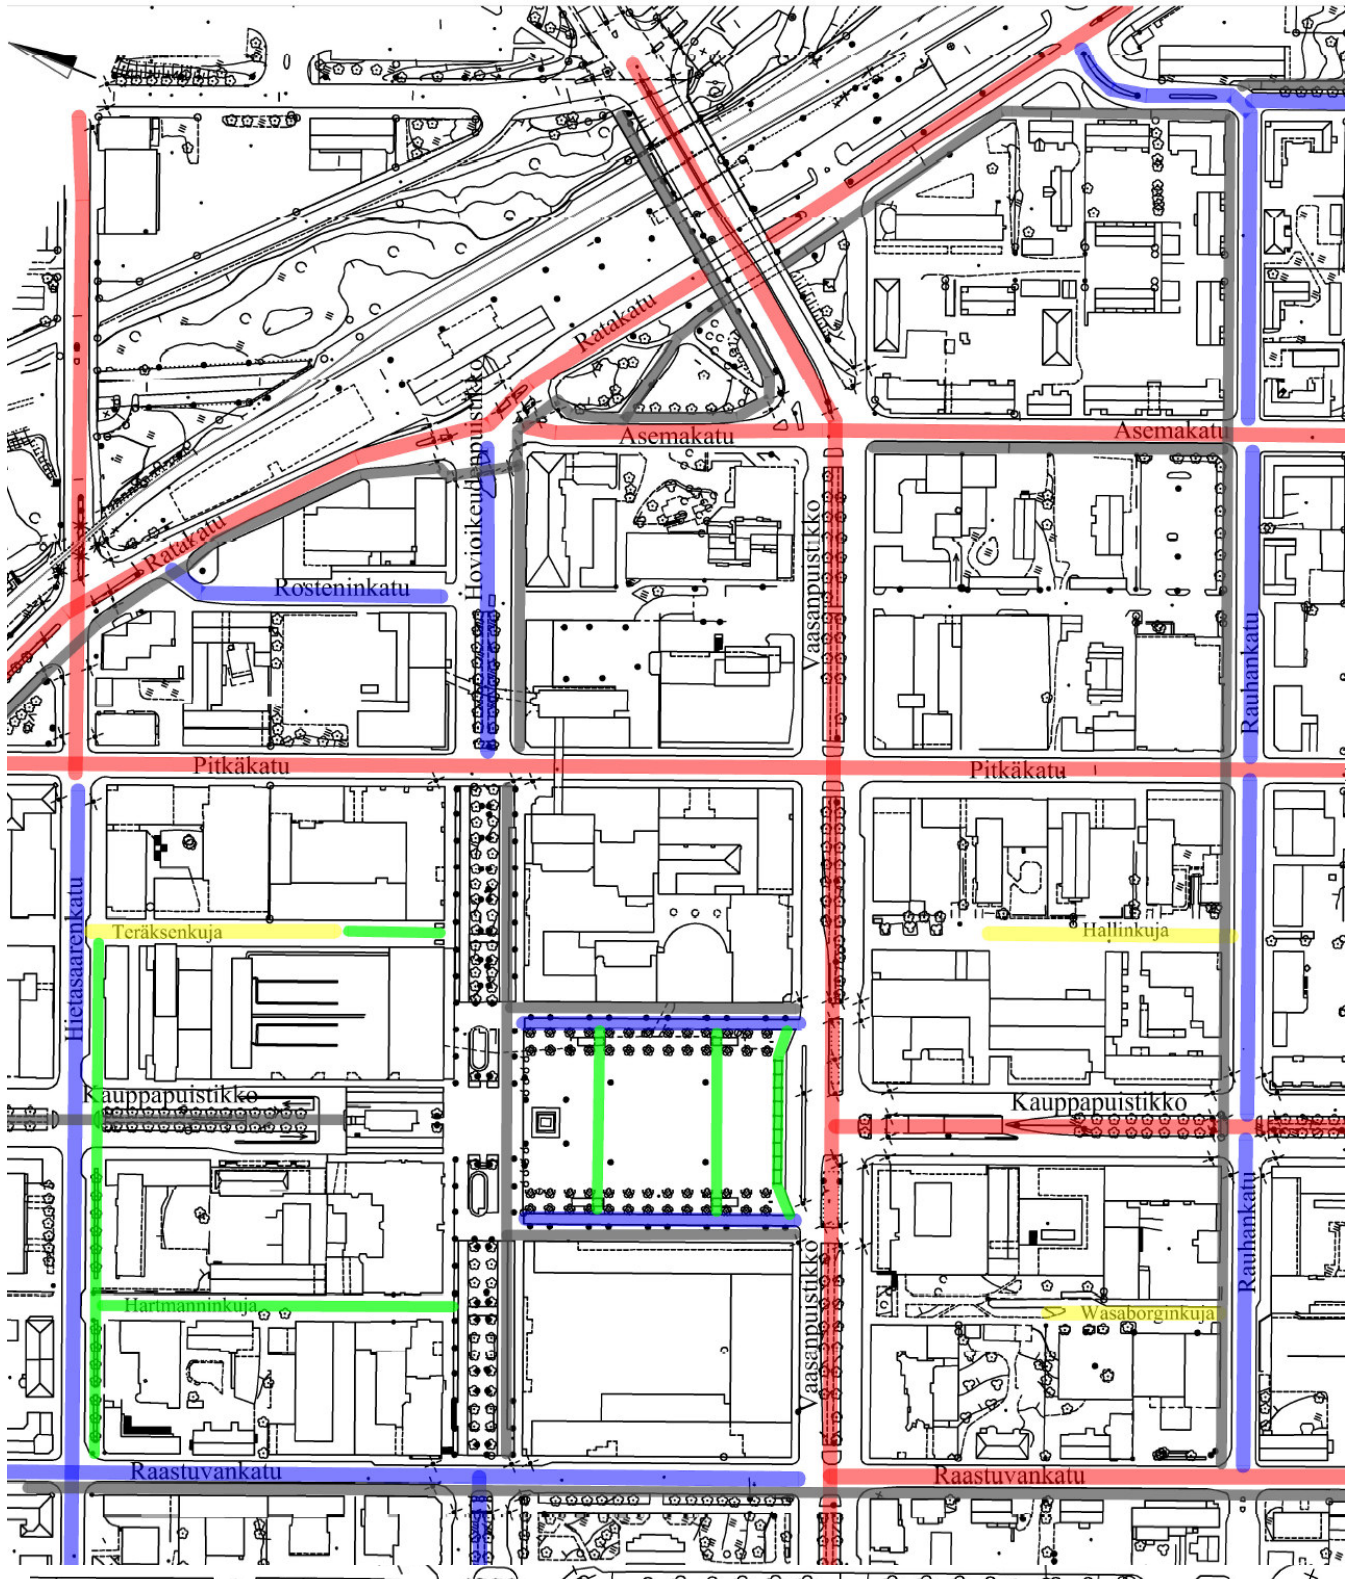 Ratakatu
Asemakatu
Asemakatu
Hovioikeudenpuistikko
Vaasanpuistikko
Ratakatu
Rosteninkatu
Rauhankatu
Pitkäkatu
Pitkäkatu
Hietasaarenkatu
Teräksenkuja
Hallinkuja
Kauppapuistikko
Kauppapuistikko
Rauhankatu
Vaasanpuistikko
Hartmanninkuja
Wasaborginkuja
Raastuvankatu
Raastuvankatu